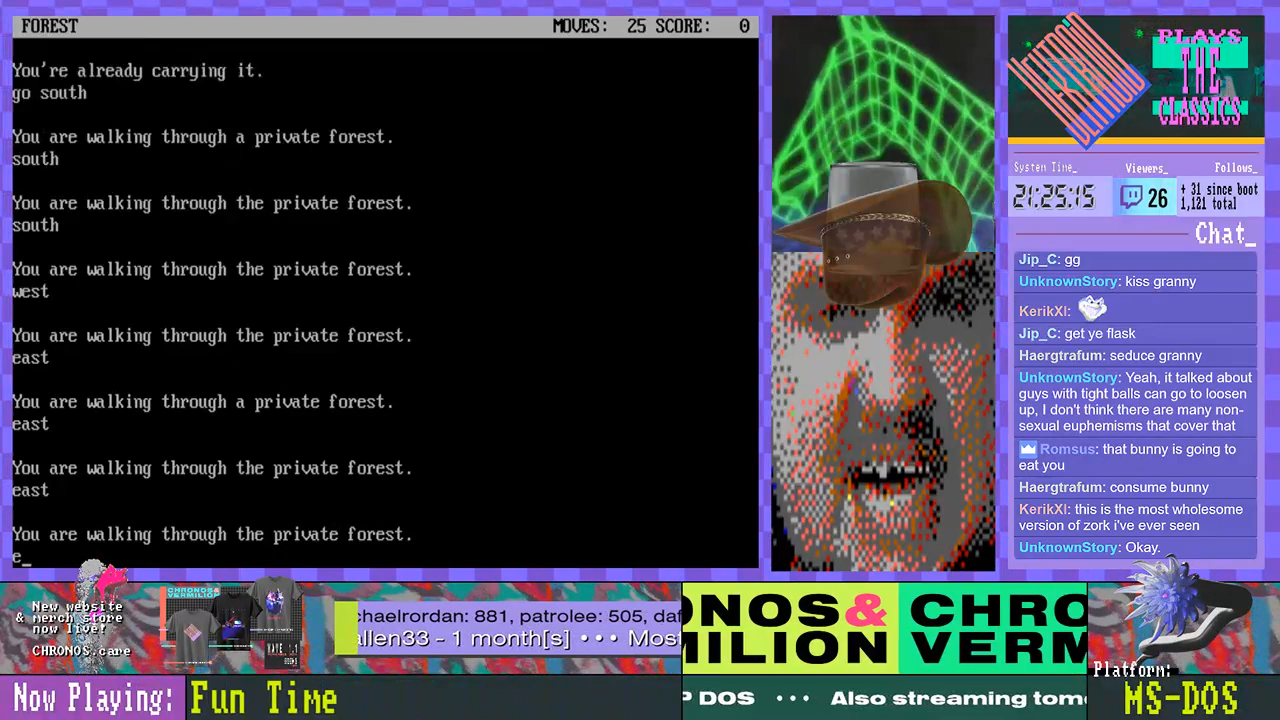 FOREST MOVES: 25 SCORE: 0
You're already carrying it.
go south
You are walking through a private forest.
south
You are walking through the private forest.
south
You are walking through the private forest.
west
You are walking through the private forest.
east
You are walking through a private forest.
east
You are walking through the private forest.
east
You are walking through the private forest.
e_
PLAYS
THE
CLASSICS
System Time_ Viewers_ Follows_
21:25:15 26 + 31 since boot
1,121 total
Chat_
Jip_C: gg
UnknownStory: kiss granny
KerikXI:
Jip_C: get ye flask
Haergtrafum: seduce granny
UnknownStory: Yeah, it talked about
guys with tight balls can go to loosen
up, I don't think there are many non-
sexual euphemisms that cover that
Romsus: that bunny is going to
eat you
Haergtrafum: consume bunny
KerikXI: this is the most wholesome
version of zork i've ever seen
UnknownStory: Okay.
New website
& merch store
now live!
CHRONOS.care
CHRONOS&
VERMILION
chaelrordan: 881, patrolee: 505, daf
allen33 - 1 month[s] ••• Mos
ONOS& CHRO
MILION VERM
Platform:
Now Playing: Fun Time
P DOS ••• Also streaming tom
MS-DOS